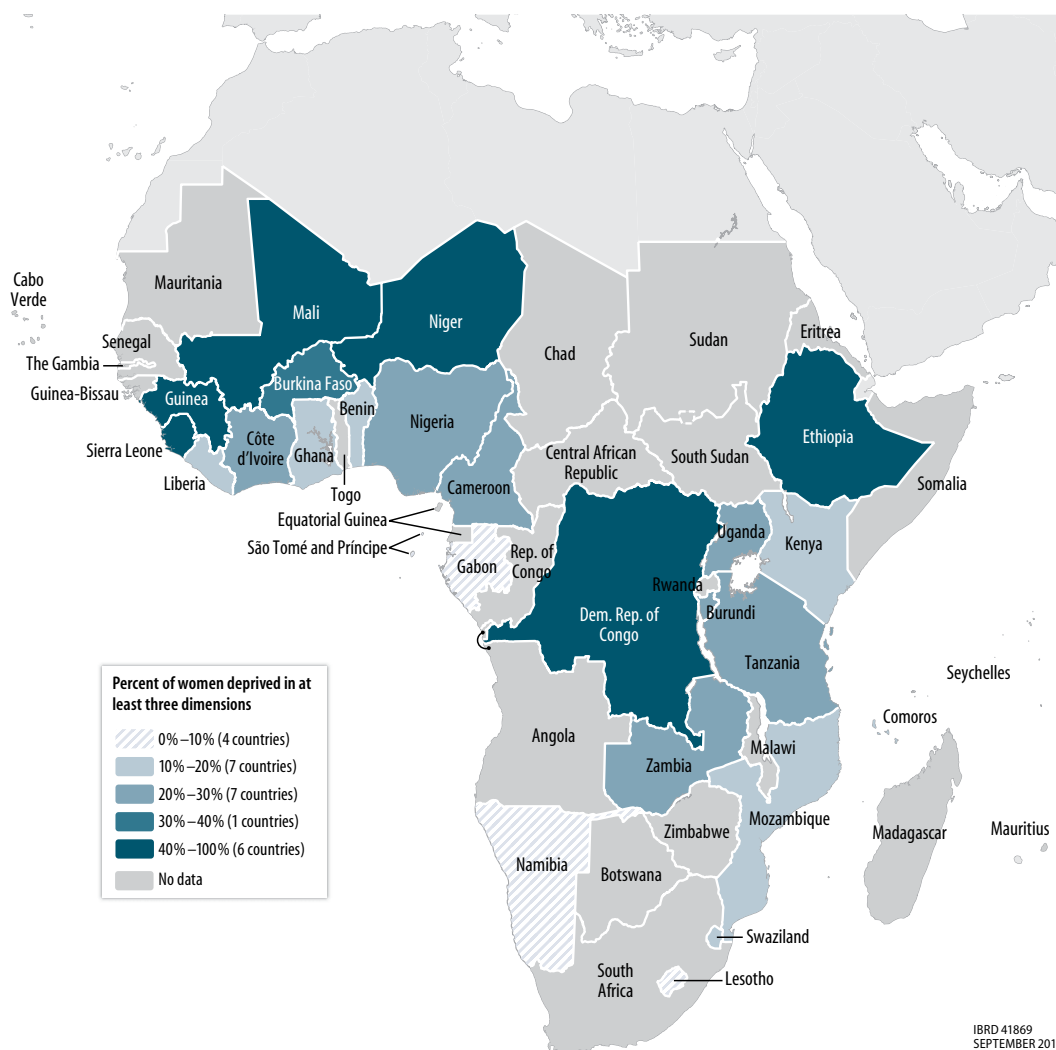 Cabo
Verde
Mauritania
Mali
Niger
Chad
Sudan
Eritrea
Senegal
The Gambia
Guinea-Bissau
Guinea
Burkina Faso
Benin
Nigeria
Ethiopia
Sierra Leone
Côte
d'Ivoire
Ghana
Central African
Republic
South Sudan
Liberia
Togo
Cameroon
Somalia
Equatorial Guinea
São Tomé and Príncipe
Gabon
Rep. of
Congo
Uganda
Kenya
Rwanda
Burundi
Dem. Rep. of
Congo
Tanzania
Seychelles
Comoros
Angola
Malawi
Zambia
Mozambique
Zimbabwe
Madagascar
Mauritius
Namibia
Botswana
Swaziland
South
Africa
Lesotho
Percent of women deprived in at
least three dimensions
0%–10% (4 countries)
10%–20% (7 countries)
20%–30% (7 countries)
30%–40% (1 countries)
40%–100% (6 countries)
No data
IBRD 41869
SEPTEMBER 201